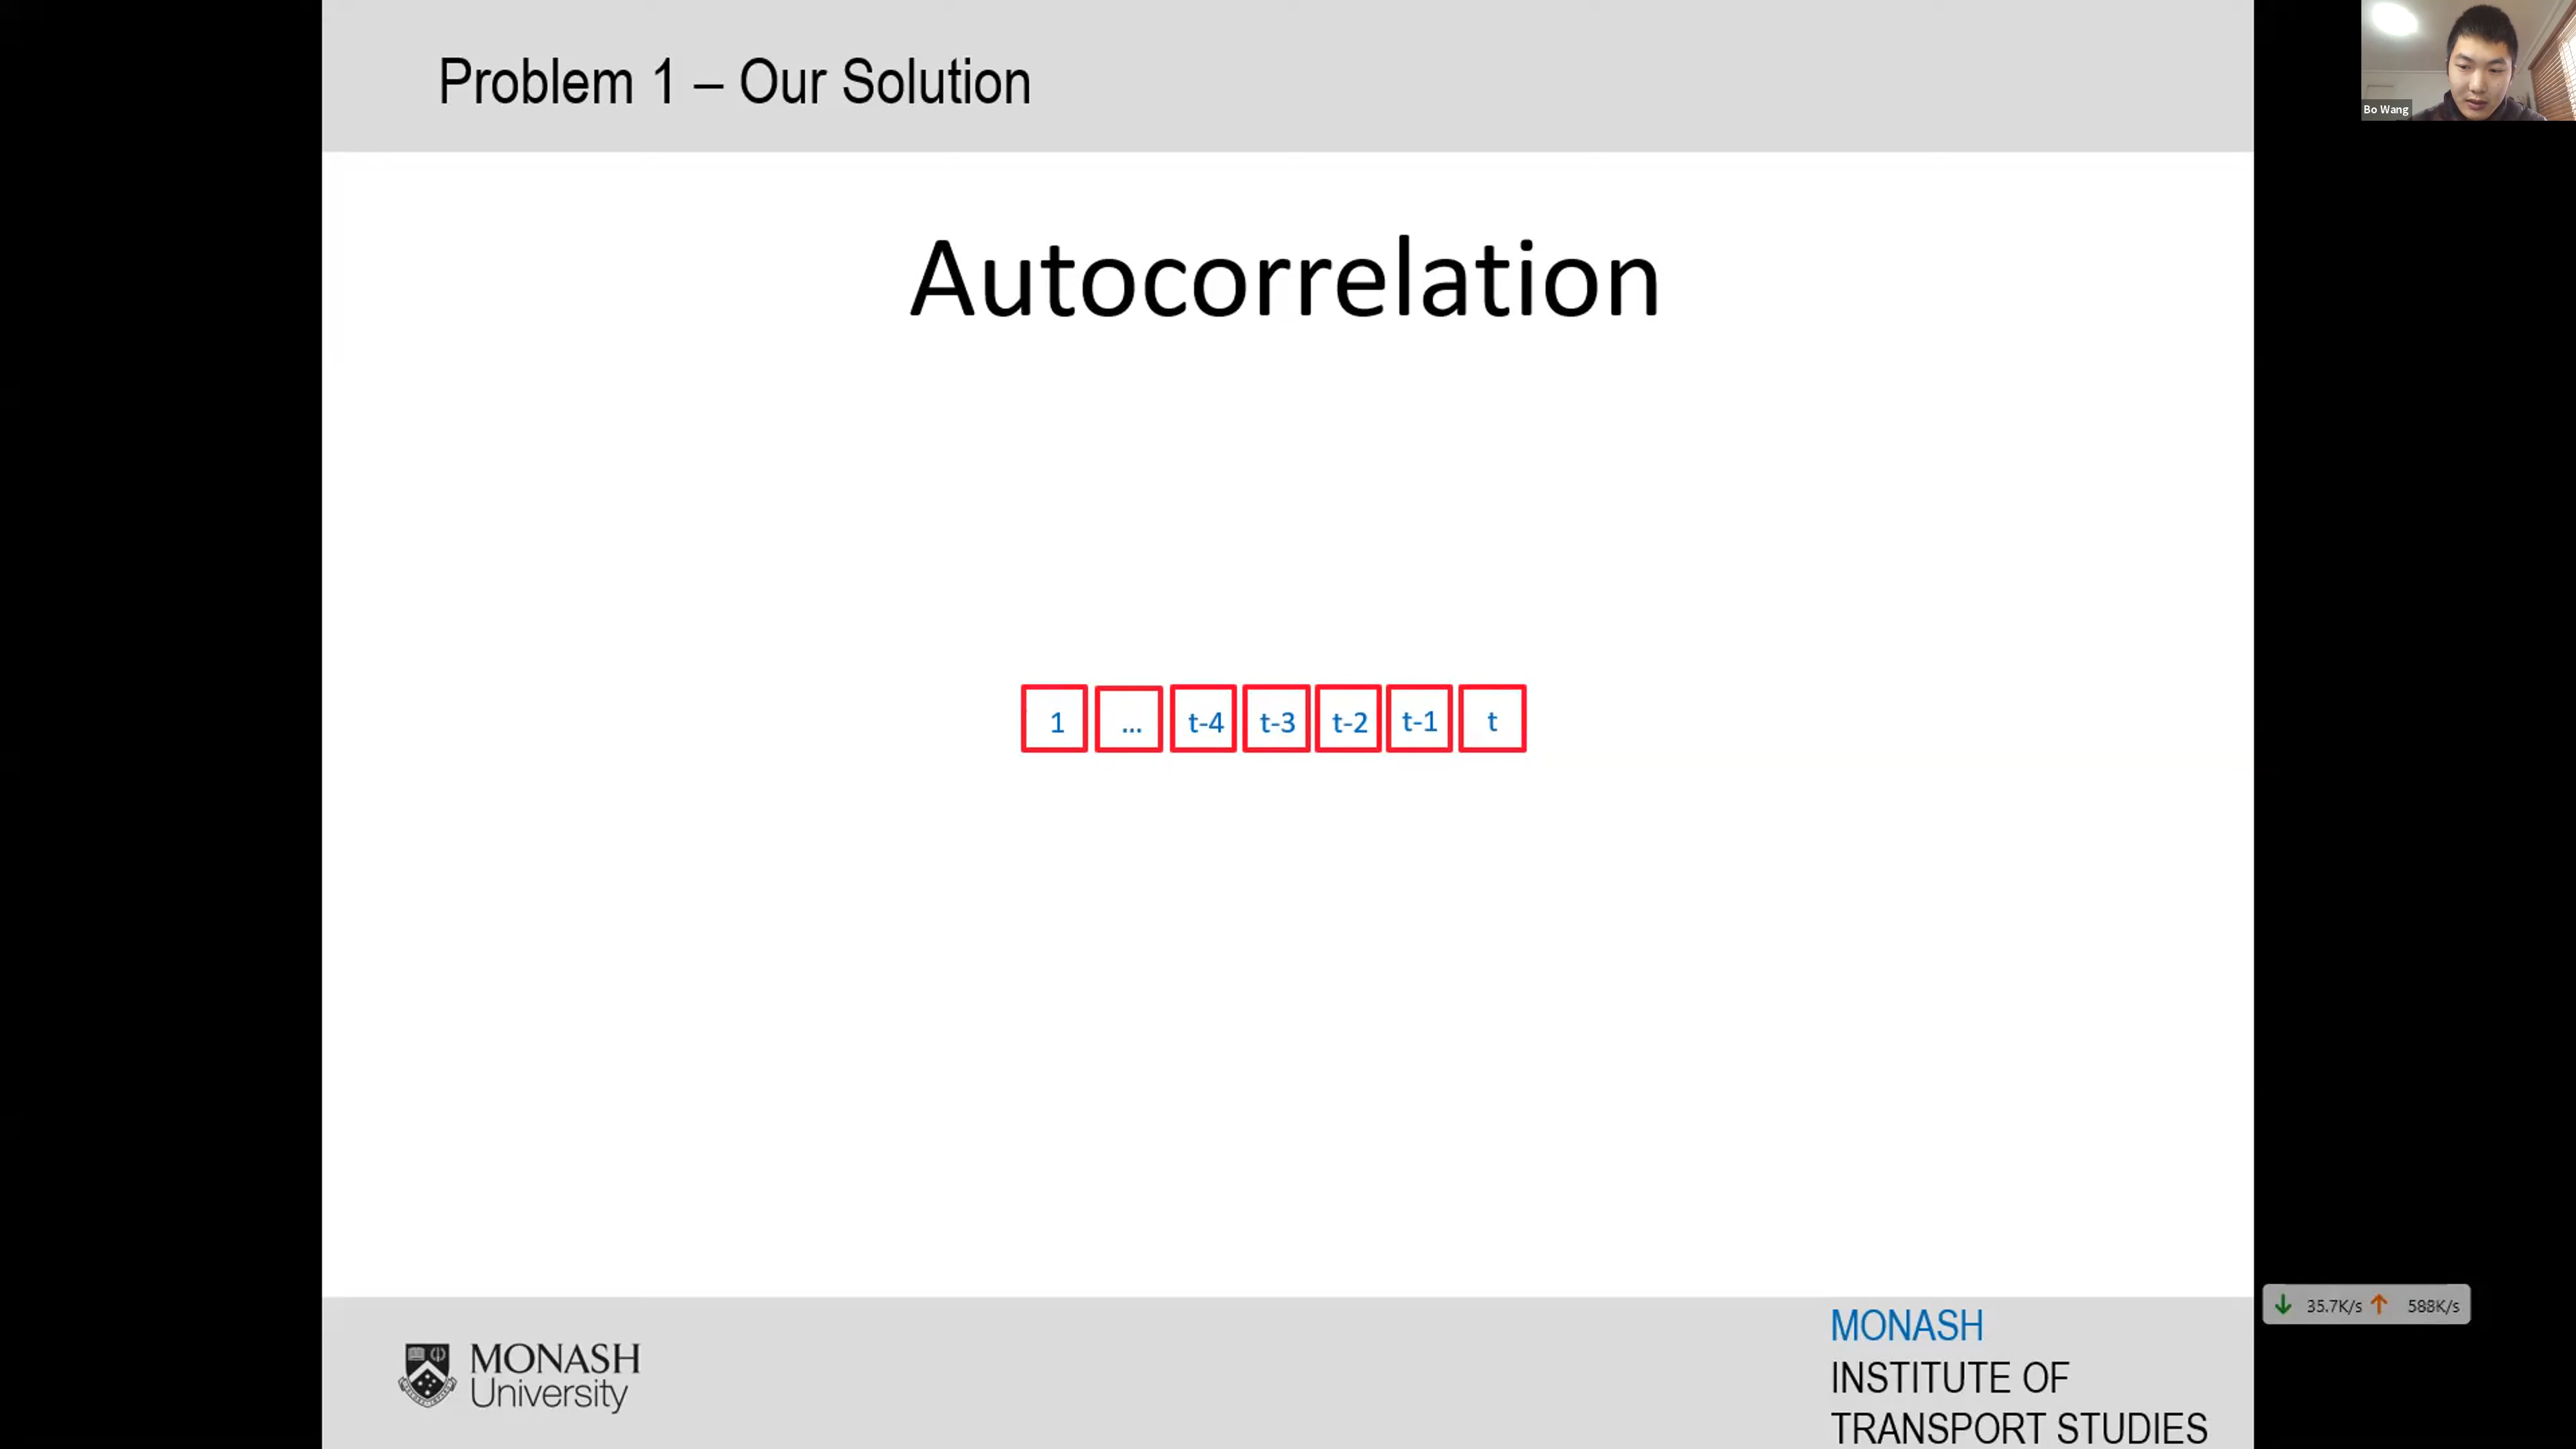 Problem 1 – Our Solution
Bo Wang
Autocorrelation
1 ... t-4 t-3 t-2 t-1 t
35.7K/s 588K/s
MONASH
University
MONASH
INSTITUTE OF
TRANSPORT STUDIES